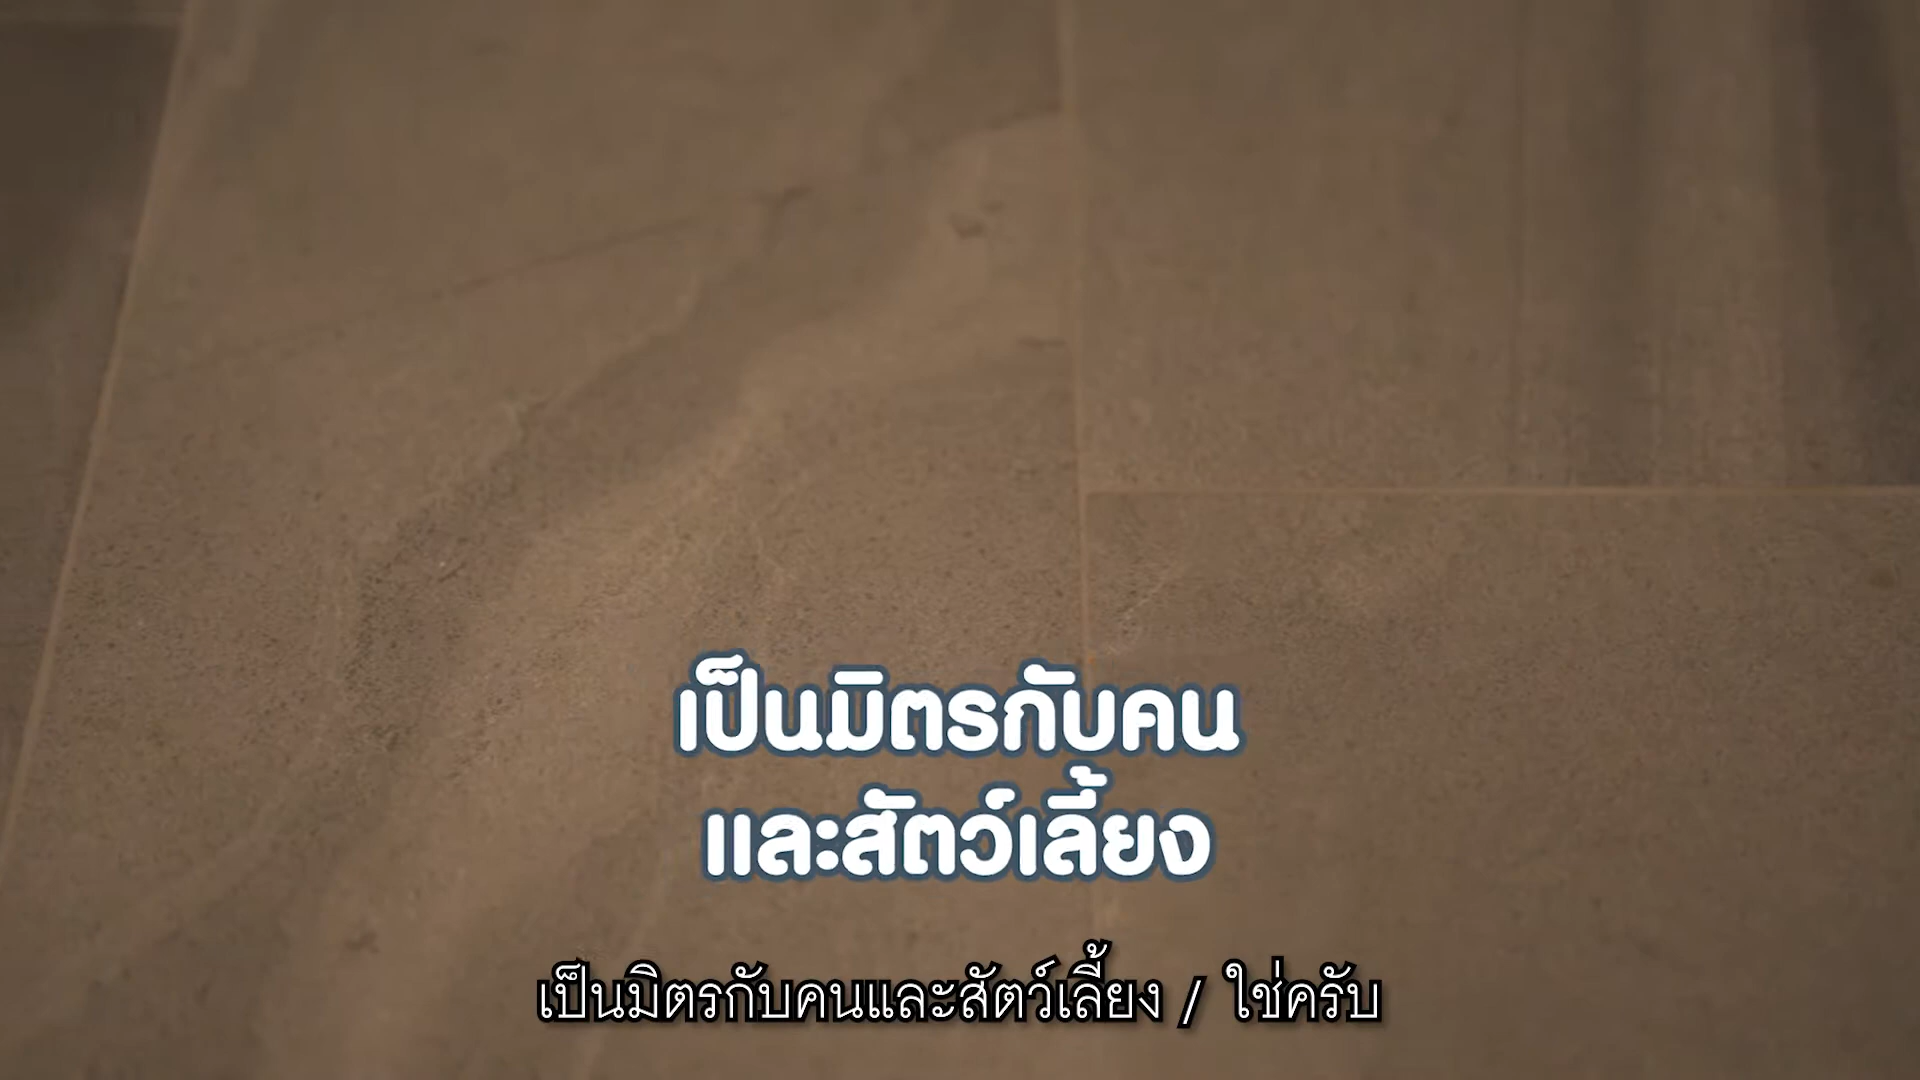 เป็นมิตรกับคน
และสัตว์เลี้ยง
เป็นมิตรกับคนและสัตว์เลี้ยง / ใช่ครับ